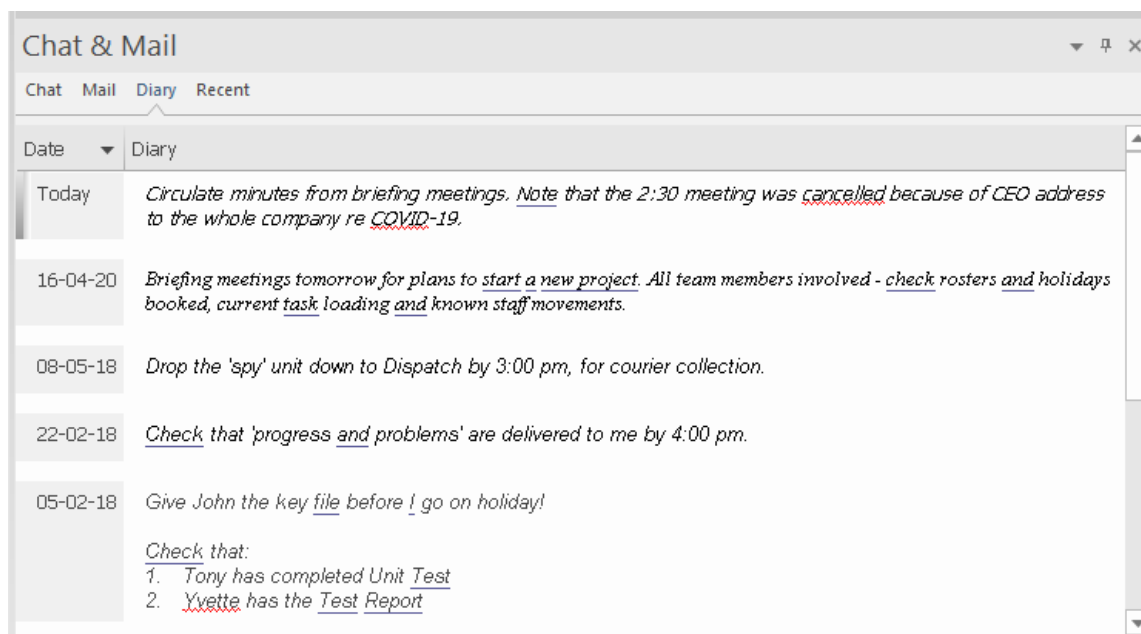 Chat & Mail
Chat Mail Diary Recent
Date Diary
Today Circulate minutes from briefing meetings. Note that the 2:30 meeting was cancelled because of CEO address
to the whole company re COVID-19.
16-04-20 Briefing meetings tomorrow for plans to start a new project. All team members involved - check rosters and holidays
booked, current task loading and known staff movements.
08-05-18 Drop the 'spy' unit down to Dispatch by 3:00 pm, for courier collection.
22-02-18 Check that 'progress and problems' are delivered to me by 4:00 pm.
05-02-18 Give John the key file before I go on holiday!
Check that:
1. Tony has completed Unit Test
2. Yvette has the Test Report